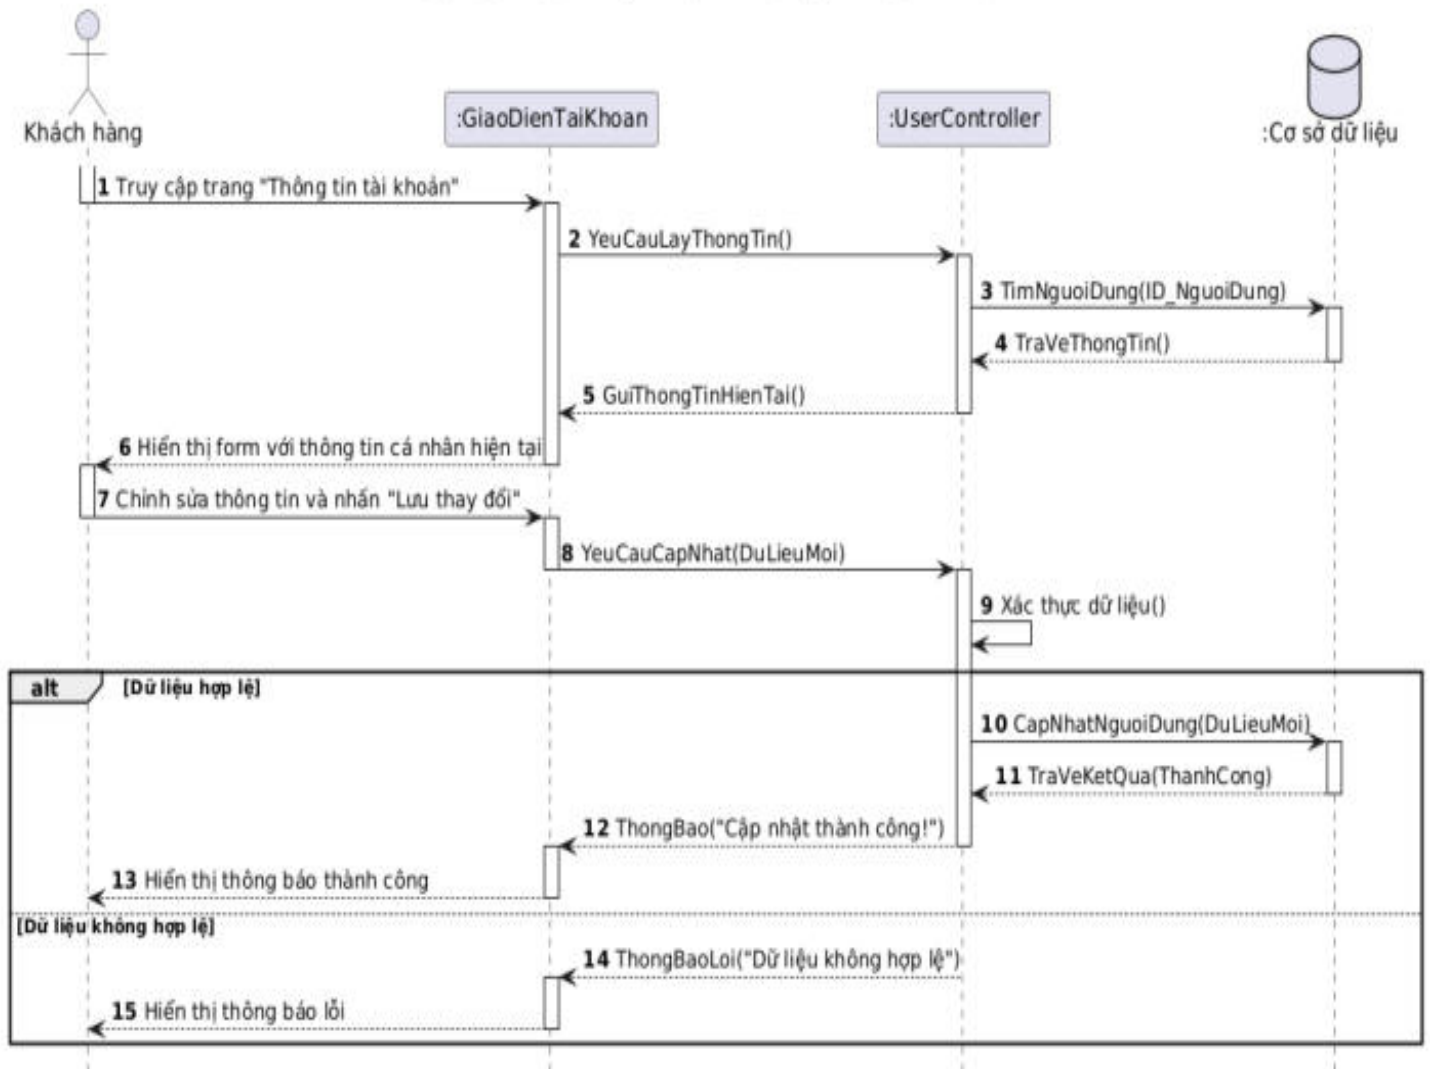 Khách hàng
:GiaoDienTaiKhoan
:UserController
:Cơ sở dữ liệu
1 Truy cập trang "Thông tin tài khoản"
2 YeuCauLayThongTin()
3 TimNguoiDung(ID_NguoiDung)
4 TraVeThongTin()
5 GuiThongTinHienTai()
6 Hiển thị form với thông tin cá nhân hiện tại
7 Chỉnh sửa thông tin và nhấn "Lưu thay đổi"
8 YeuCauCapNhat(DuLieuMoi)
9 Xác thực dữ liệu()
alt [Dữ liệu hợp lệ]
10 CapNhatNguoiDung(DuLieuMoi)
11 TraVeKetQua(ThanhCong)
12 ThongBao("Cập nhật thành công!")
13 Hiển thị thông báo thành công
[Dữ liệu không hợp lệ]
14 ThongBaoLoi("Dữ liệu không hợp lệ")
15 Hiển thị thông báo lỗi